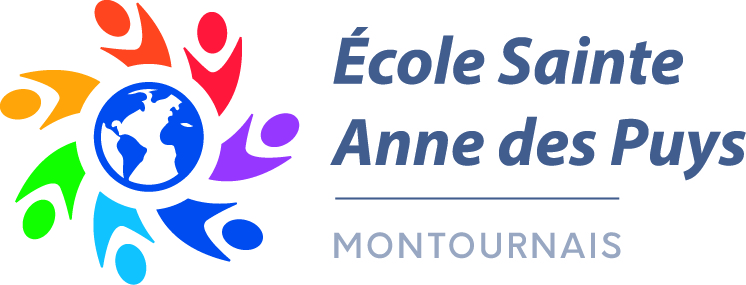 École Sainte
Anne des Puys
MONTOURNAIS